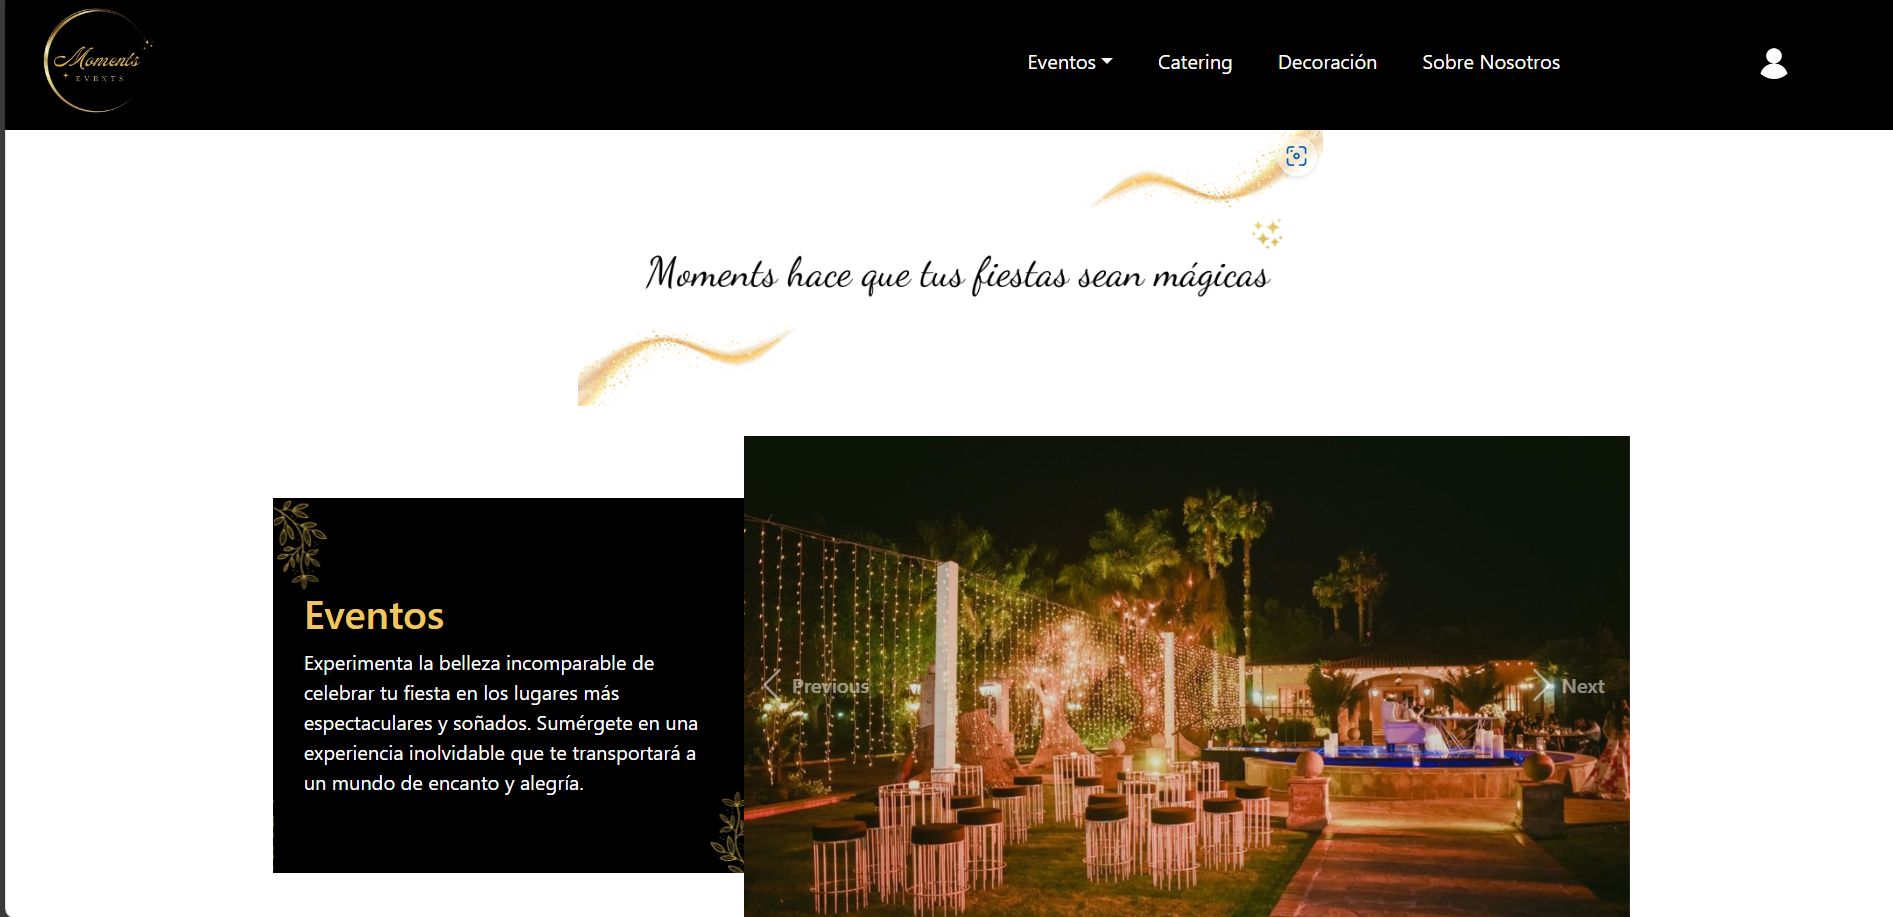 Moments
EVENTS
Eventos
Catering
Decoración
Sobre Nosotros
Moments hace que tus fiestas sean mágicas
Eventos
Experimenta la belleza incomparable de
celebrar tu fiesta en los lugares más
espectaculares y soñados. Sumérgete en una
experiencia inolvidable que te transportará a
un mundo de encanto y alegría.
Previous
Next